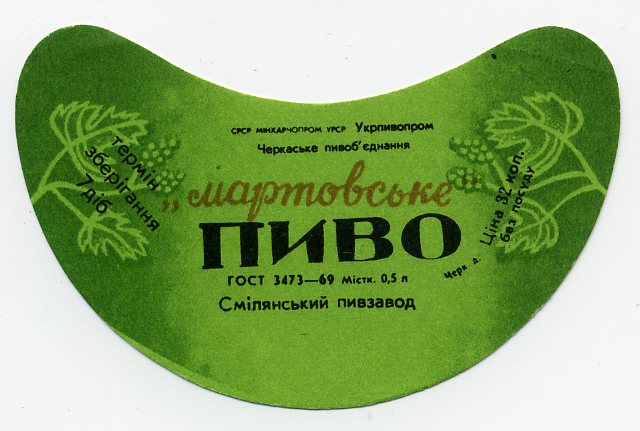 СРСР МІНХАРЧОПРОМ УРСР Укрпивопром
Черкаське пивоб'єднання
„мартовське“
ПИВО
ГОСТ 3473—69 Містк. 0,5 л
Смілянський пивзавод
термін
зберігання
7 діб
Ціна 32 коп.
без посуду
Черк. д.